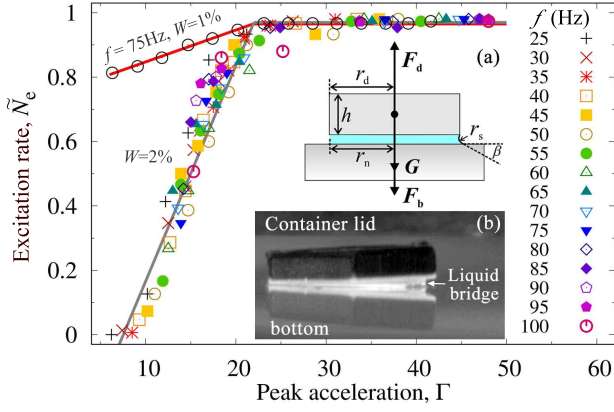 1
0.8
0.6
0.4
0.2
0
Excitation rate, Ñe
10 20 30 40 50 60
Peak acceleration, Γ
f = 75Hz, W=1%
W=2%
(a)
Fd
rd
h
rs
rn
β
G
Fb
(b)
Container lid
Liquid
bridge
bottom
f (Hz)
25
30
35
40
45
50
55
60
65
70
75
80
85
90
95
100